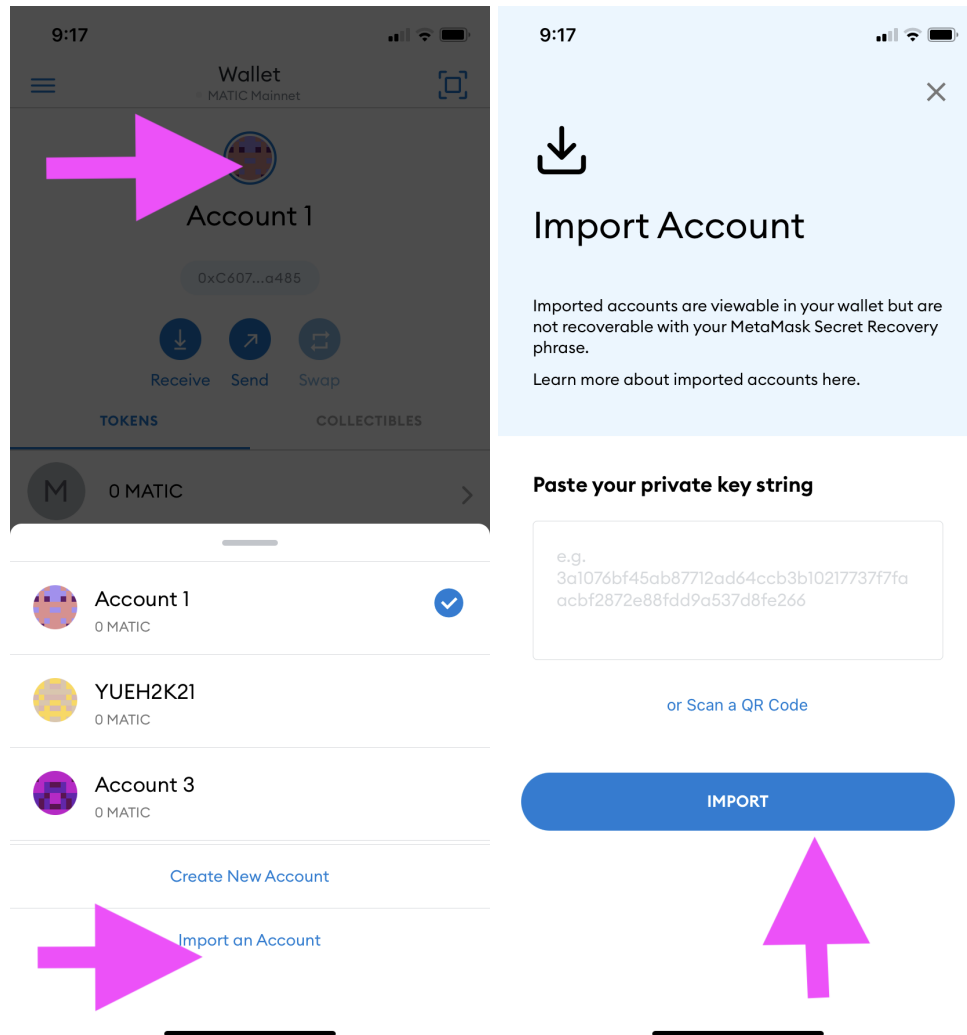 9:17
Wallet
MATIC Mainnet
Account 1
0xC607...a485
Receive Send Swap
TOKENS COLLECTIBLES
M 0 MATIC
Account 1
0 MATIC
YUEH2K21
0 MATIC
Account 3
0 MATIC
Create New Account
Import an Account
9:17
Import Account
Imported accounts are viewable in your wallet but are
not recoverable with your MetaMask Secret Recovery
phrase.
Learn more about imported accounts here.
Paste your private key string
e.g.
3a1076bf45ab87712ad64ccb3b10217737f7fa
acbf2872e88fdd9a537d8fe266
or Scan a QR Code
IMPORT